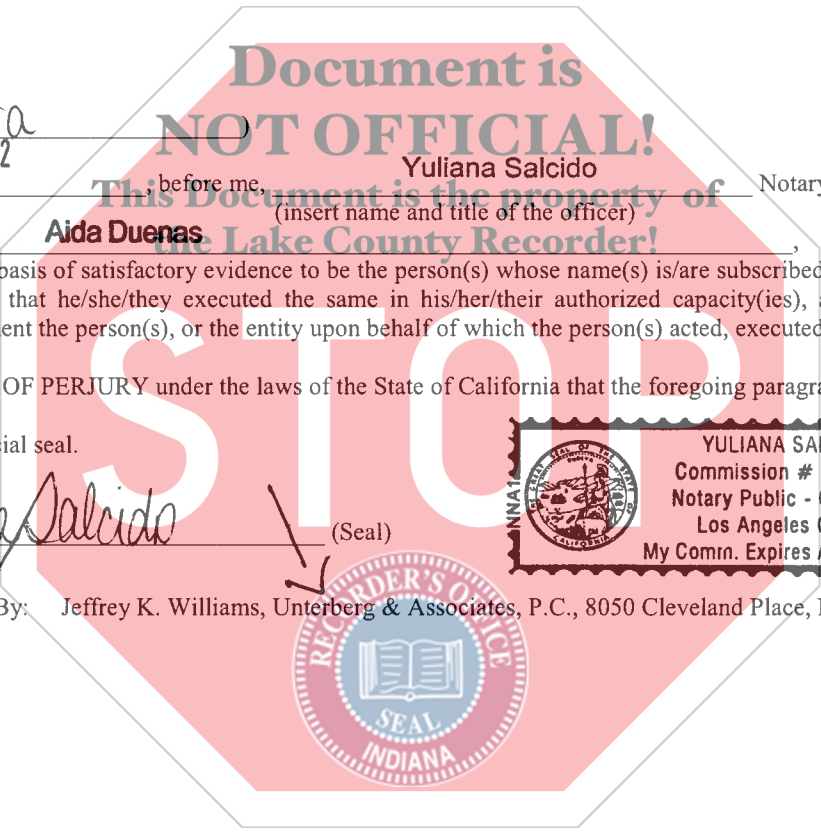 Document is
NOT OFFICIAL!
This Document is the property of
the Lake County Recorder!
STOP
)
2
, before me, Yuliana Salcido Notary
(insert name and title of the officer)
Aida Duenas ,
basis of satisfactory evidence to be the person(s) whose name(s) is/are subscribed
that he/she/they executed the same in his/her/their authorized capacity(ies),
ent the person(s), or the entity upon behalf of which the person(s) acted, executed
OF PERJURY under the laws of the State of California that the foregoing paragra
cial seal.
Salcido (Seal)
NNA1
YULIANA SAL
Commission #
Notary Public -
Los Angeles
My Comm. Expires
By: Jeffrey K. Williams, Unterberg & Associates, P.C., 8050 Cleveland Place,
RECORDER'S OFFICE
SEAL
INDIANA